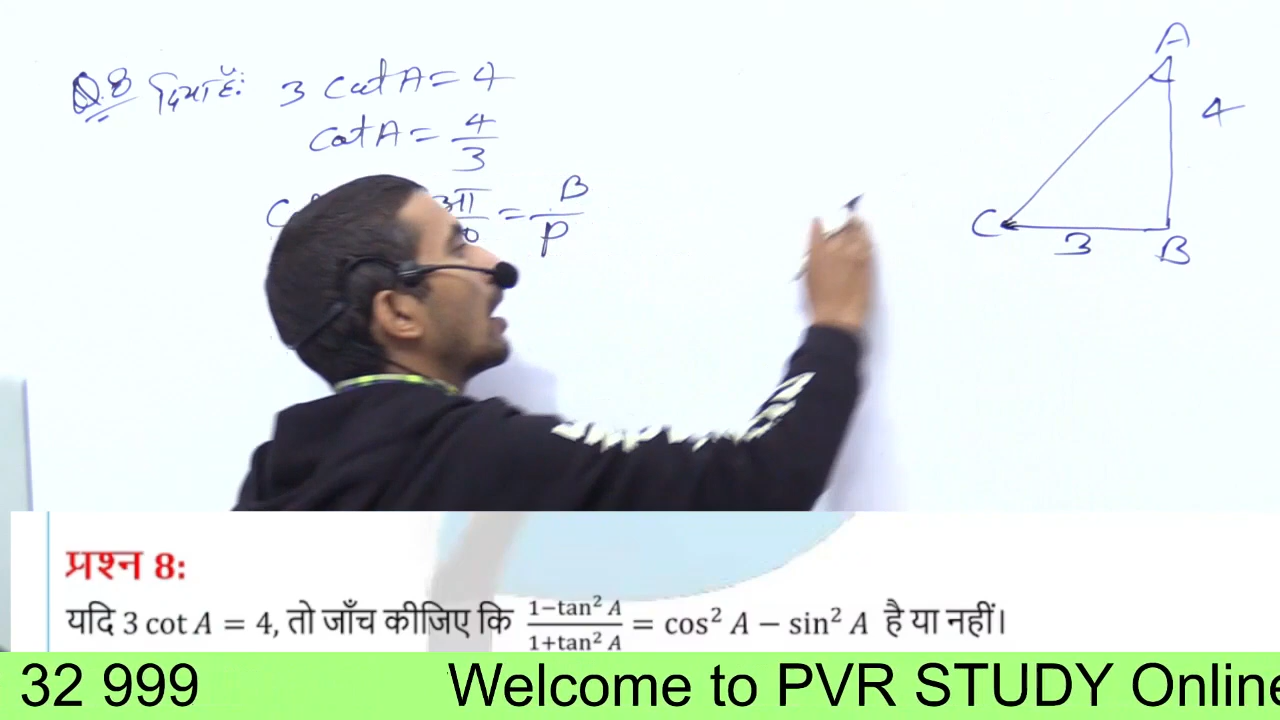 Q.8 दिया है: 3 cot A = 4
cot A = 4/3
= B/P
A
4
C 3 B
प्रश्न 8:
यदि 3 cot A = 4, तो जाँच कीजिए कि (1−tan² A)/(1+tan² A) = cos² A − sin² A है या नहीं।
32 999 Welcome to PVR STUDY Online